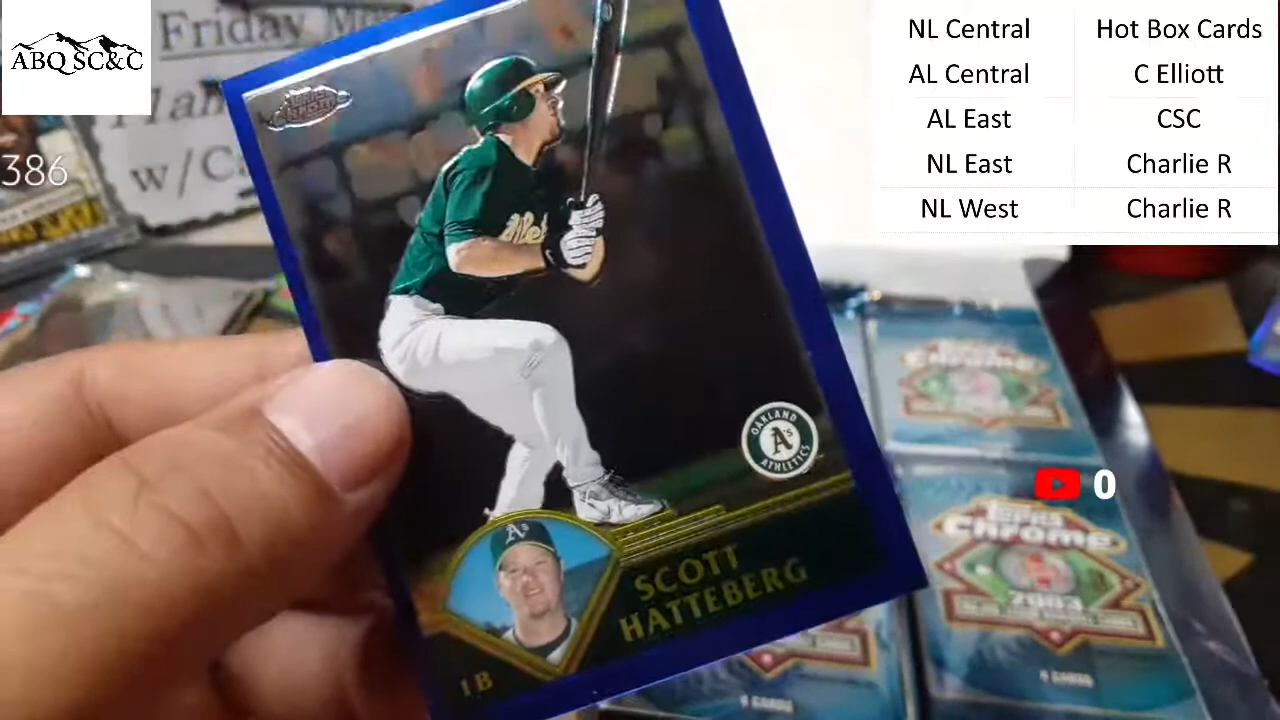 ABQ SC&C
Friday
w/C
386
NL Central Hot Box Cards
AL Central C Elliott
AL East CSC
NL East Charlie R
NL West Charlie R
Topps
Chrome
OAKLAND
A's
ATHLETICS
A's
SCOTT
HATTEBERG
1B
0
Chrome
Topps
Chrome
2003